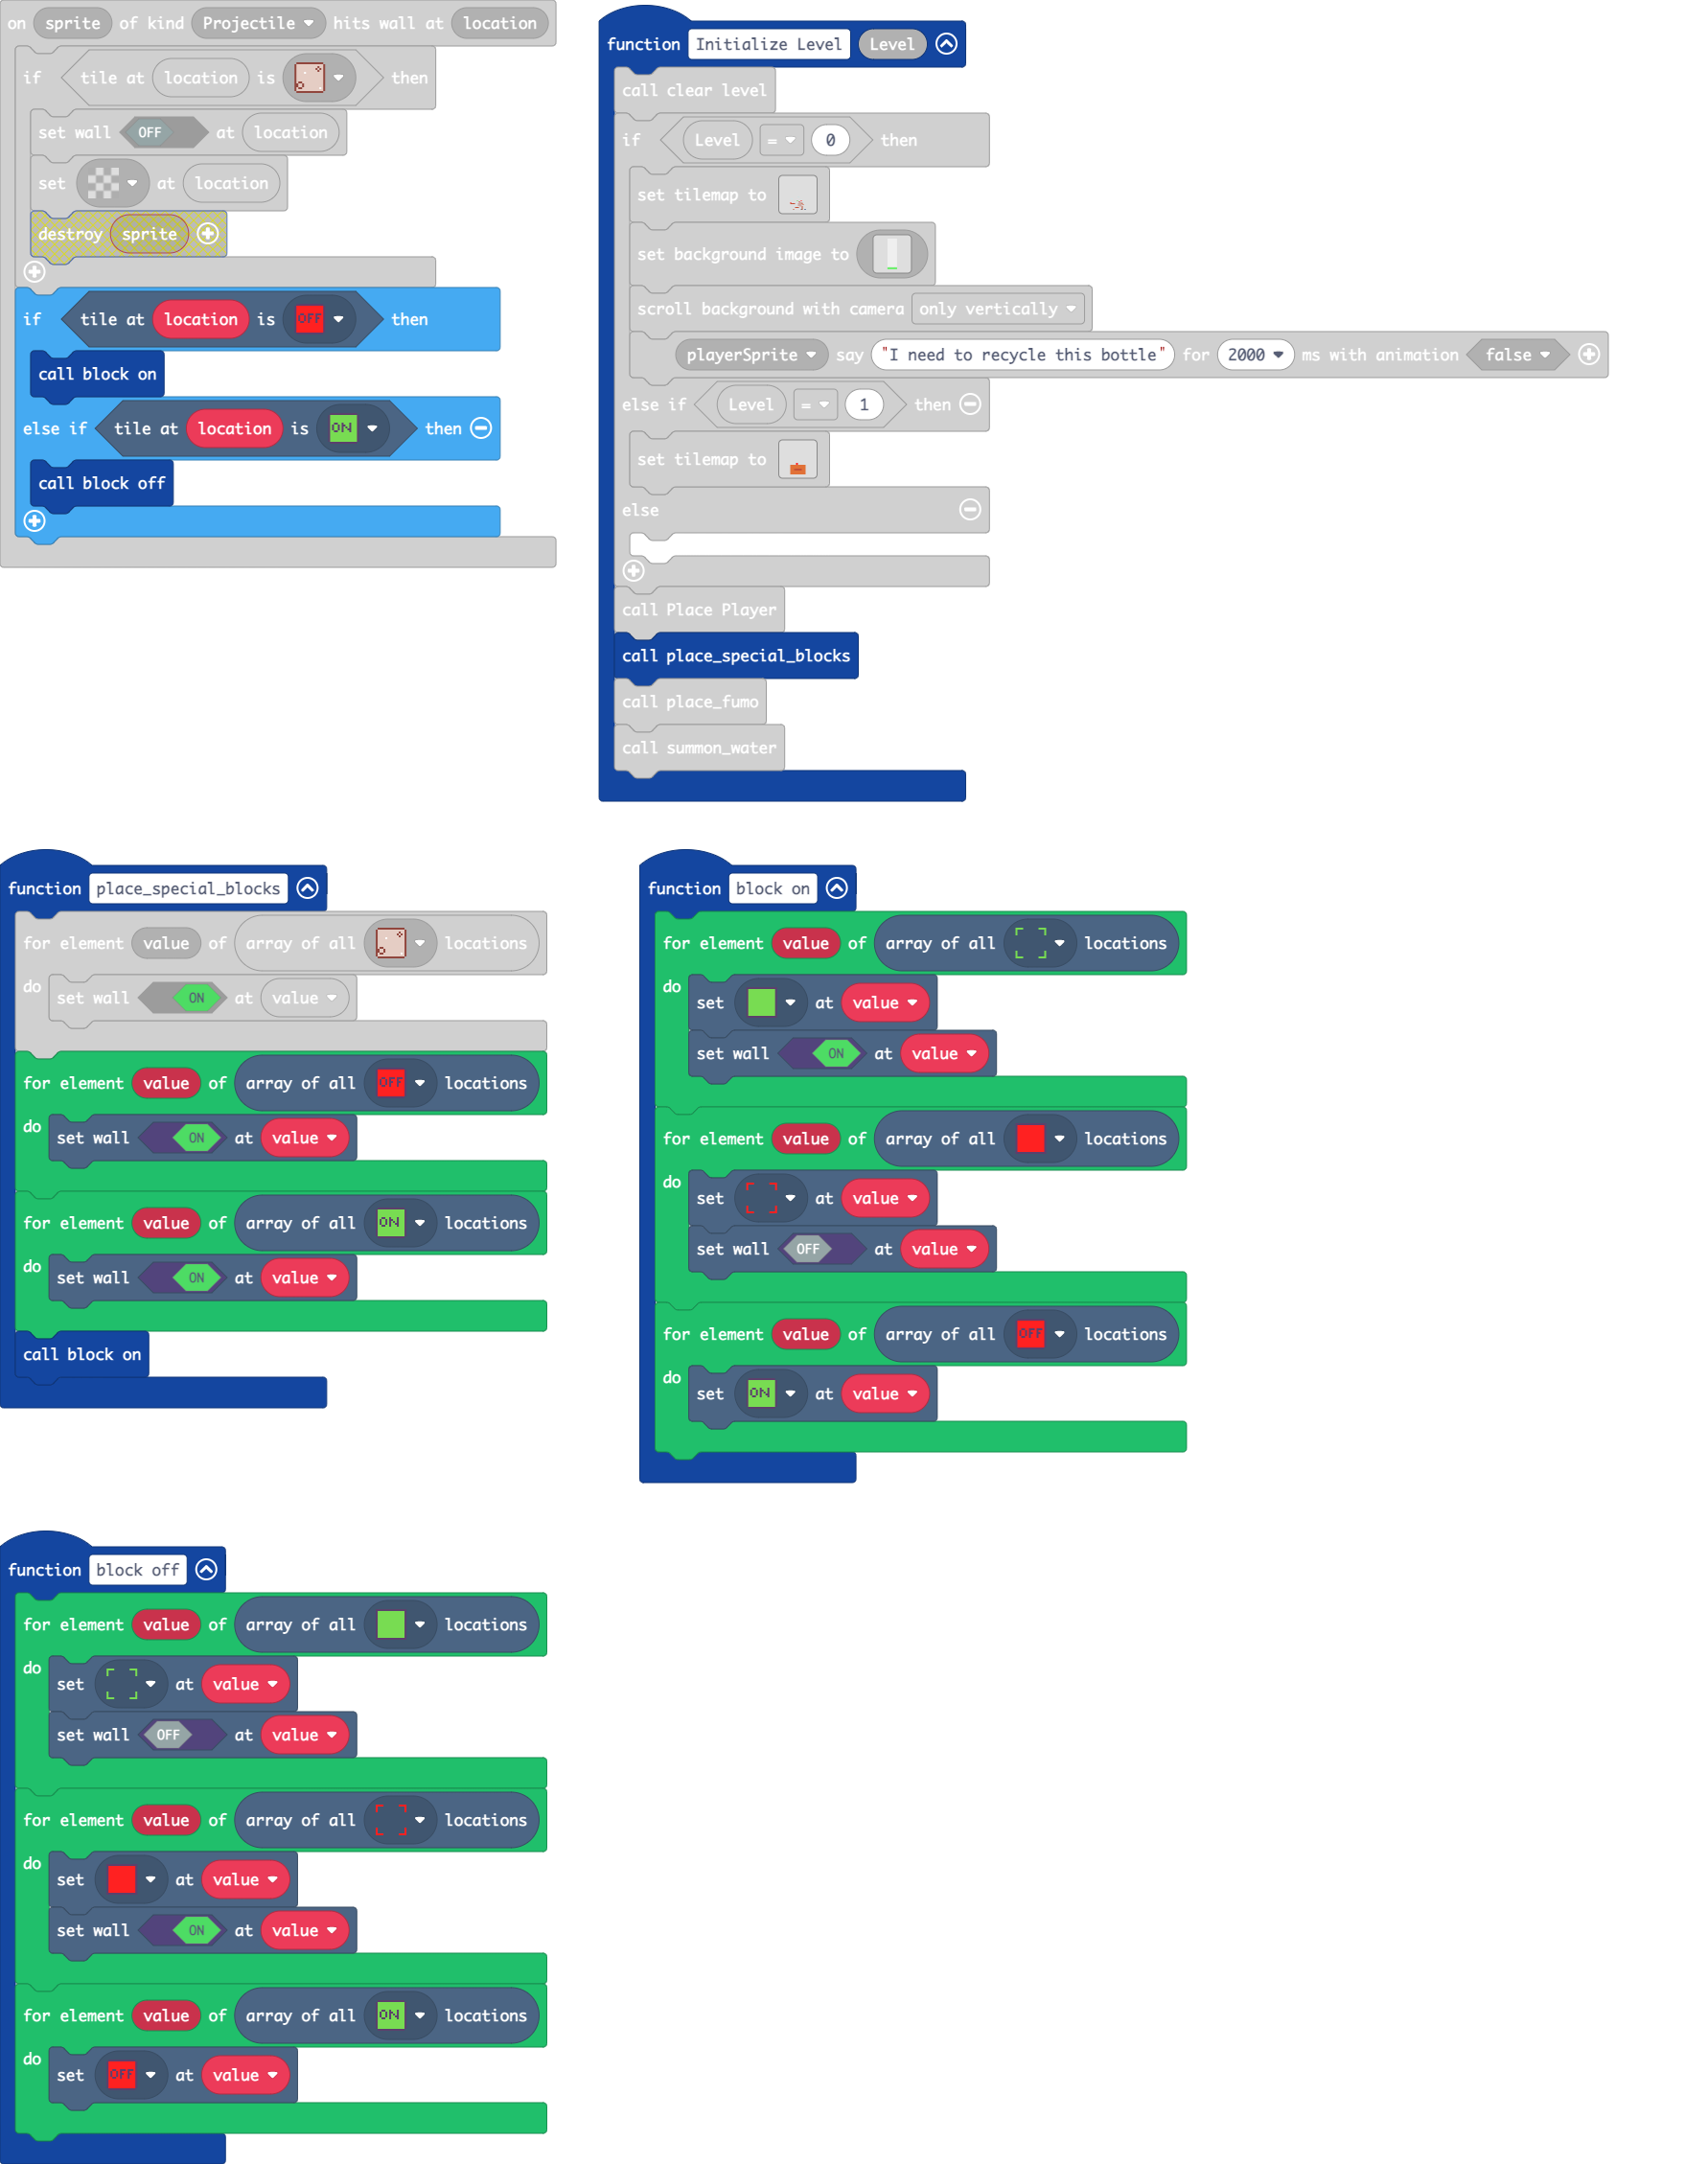 on sprite of kind Projectile hits wall at location
if tile at location is then
set wall OFF at location
set at location
destroy sprite
if tile at location is OFF then
call block on
else if tile at location is ON then
call block off
function Initialize Level Level
call clear level
if Level = 0 then
set tilemap to
set background image to
scroll background with camera only vertically
playerSprite say "I need to recycle this bottle" for 2000 ms with animation false
else if Level = 1 then
set tilemap to
else
call Place Player
call place_special_blocks
call place_fumo
call summon_water
function place_special_blocks
for element value of array of all locations
do
set wall ON at value
for element value of array of all OFF locations
do
set wall ON at value
for element value of array of all ON locations
do
set wall ON at value
call block on
function block on
for element value of array of all locations
do
set at value
set wall ON at value
for element value of array of all locations
do
set at value
set wall OFF at value
for element value of array of all OFF locations
do
set ON at value
function block off
for element value of array of all locations
do
set at value
set wall OFF at value
for element value of array of all locations
do
set at value
set wall ON at value
for element value of array of all ON locations
do
set OFF at value